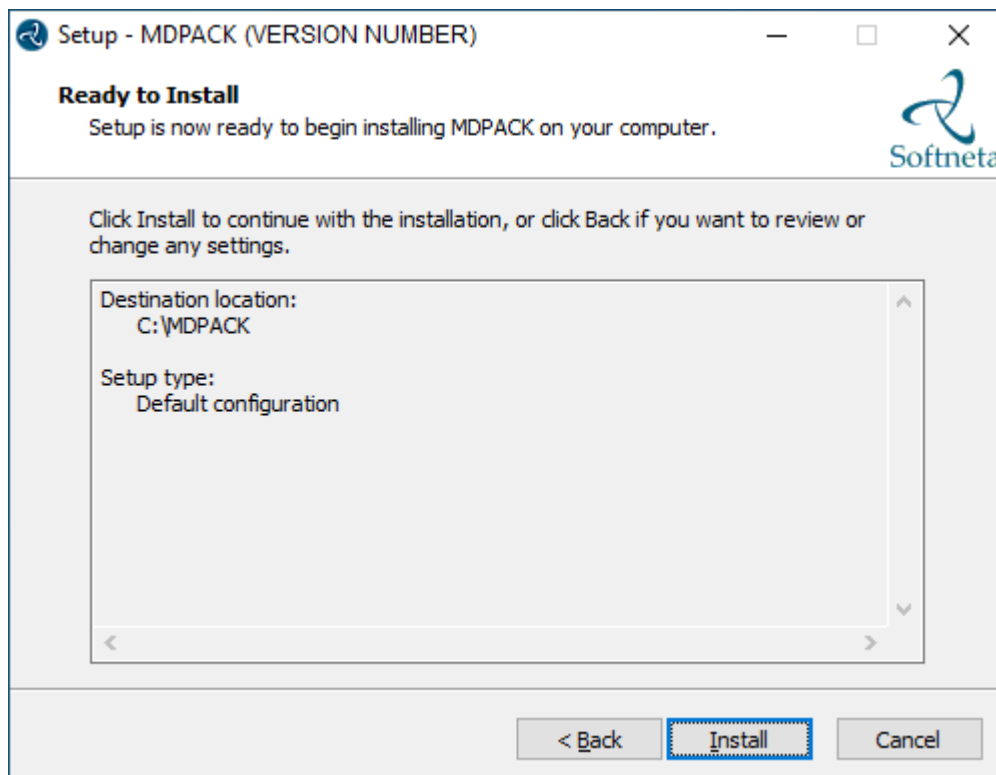 Setup - MDPACK (VERSION NUMBER)
Ready to Install
Setup is now ready to begin installing MDPACK on your computer.
Softneta
Click Install to continue with the installation, or click Back if you want to review or
change any settings.
Destination location:
C:\MDPACK
Setup type:
Default configuration
< Back
Install
Cancel